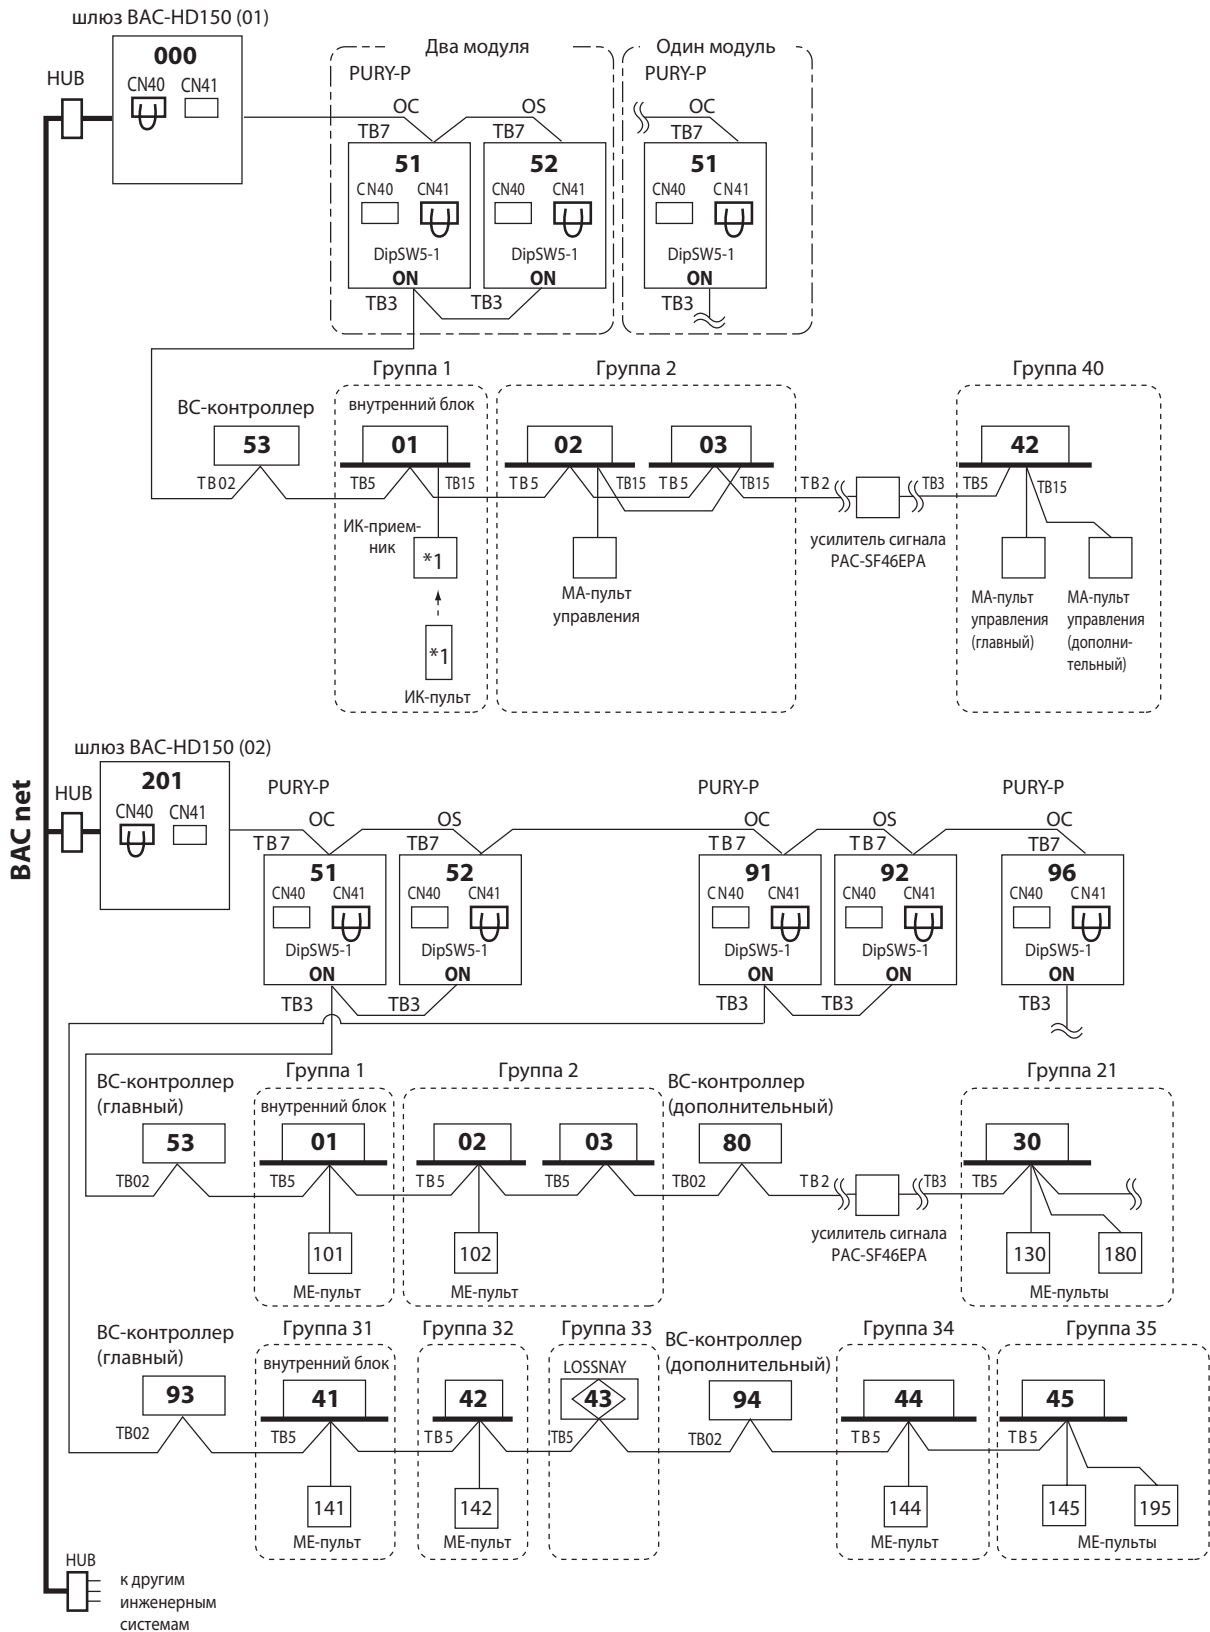 шлюз BAC-HD150 (01)
000
CN40 CN41
HUB
Два модуля
PURY-P
OC OS
TB7 TB7
51 52
CN40 CN41 CN40 CN41
DipSW5-1 DipSW5-1
ON ON
TB3 TB3
Один модуль
PURY-P
OC
TB7
51
CN40 CN41
DipSW5-1
ON
TB3
Группа 1 Группа 2 Группа 40
BC-контроллер
внутренний блок
53 01 02 03 42
TB02 TB5 TB15 TB5 TB15 TB5 TB15 TB2 TB3 TB5 TB15
ИК-прием-
ник
*1
*1
ИК-пульт
МА-пульт
управления
усилитель сигнала
PAC-SF46EPA
МА-пульт
управления
(главный)
МА-пульт
управления
(дополни-
тельный)
BAC net
шлюз BAC-HD150 (02)
201
CN40 CN41
HUB
PURY-P PURY-P PURY-P
OC OS OC OS OC
TB7 TB7 TB7 TB7 TB7
51 52 91 92 96
CN40 CN41 CN40 CN41 CN40 CN41 CN40 CN41 CN40 CN41
DipSW5-1 DipSW5-1 DipSW5-1 DipSW5-1 DipSW5-1
ON ON ON ON ON
TB3 TB3 TB3 TB3 TB3
BC-контроллер
(главный)
Группа 1 Группа 2
BC-контроллер
(дополнительный)
Группа 21
внутренний блок
53 01 02 03 80 30
TB02 TB5 TB5 TB5 TB02 TB2 TB3 TB5
101 102
усилитель сигнала
PAC-SF46EPA
130 180
МЕ-пульт МЕ-пульт МЕ-пульты
BC-контроллер
(главный)
Группа 31 Группа 32 Группа 33
BC-контроллер
(дополнительный)
Группа 34 Группа 35
внутренний блок
LOSSNAY
93 41 42 43 94 44 45
TB02 TB5 TB5 TB5 TB02 TB5 TB5
141 142 144 145 195
МЕ-пульт МЕ-пульт МЕ-пульт МЕ-пульты
HUB
к другим
инженерным
системам